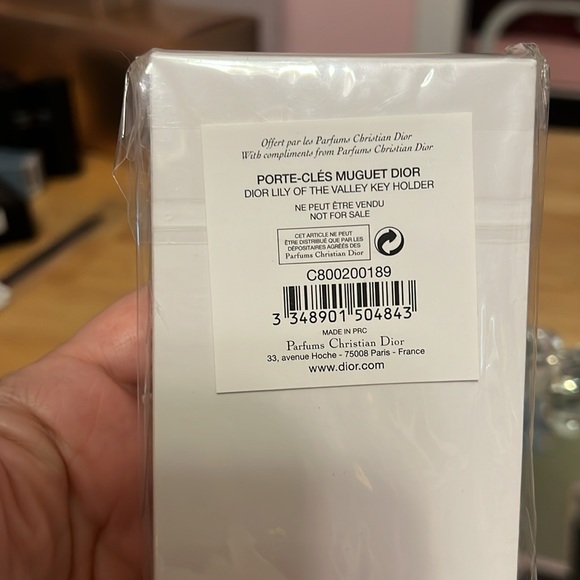 Offert par les Parfums Christian Dior
With compliments from Parfums Christian Dior
PORTE-CLÉS MUGUET DIOR
DIOR LILY OF THE VALLEY KEY HOLDER
NE PEUT ÊTRE VENDU
NOT FOR SALE
CET ARTICLE NE PEUT
ÊTRE DISTRIBUÉ QUE PAR LES
DÉPOSITAIRES AGRÉÉS DES
Parfums Christian Dior
C800200189
3 348901 504843
MADE IN PRC
Parfums Christian Dior
33, avenue Hoche - 75008 Paris - France
www.dior.com